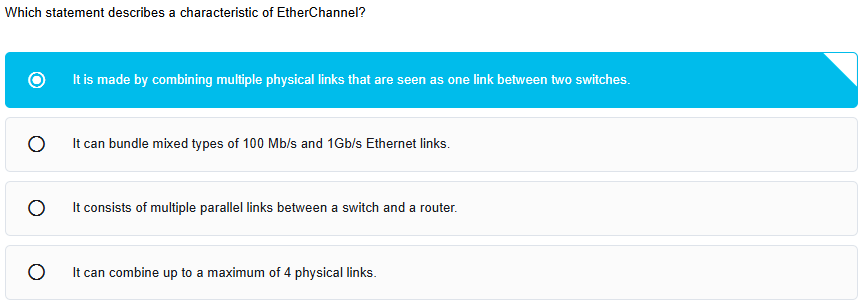 Which statement describes a characteristic of EtherChannel?
It is made by combining multiple physical links that are seen as one link between two switches.
It can bundle mixed types of 100 Mb/s and 1Gb/s Ethernet links.
It consists of multiple parallel links between a switch and a router.
It can combine up to a maximum of 4 physical links.